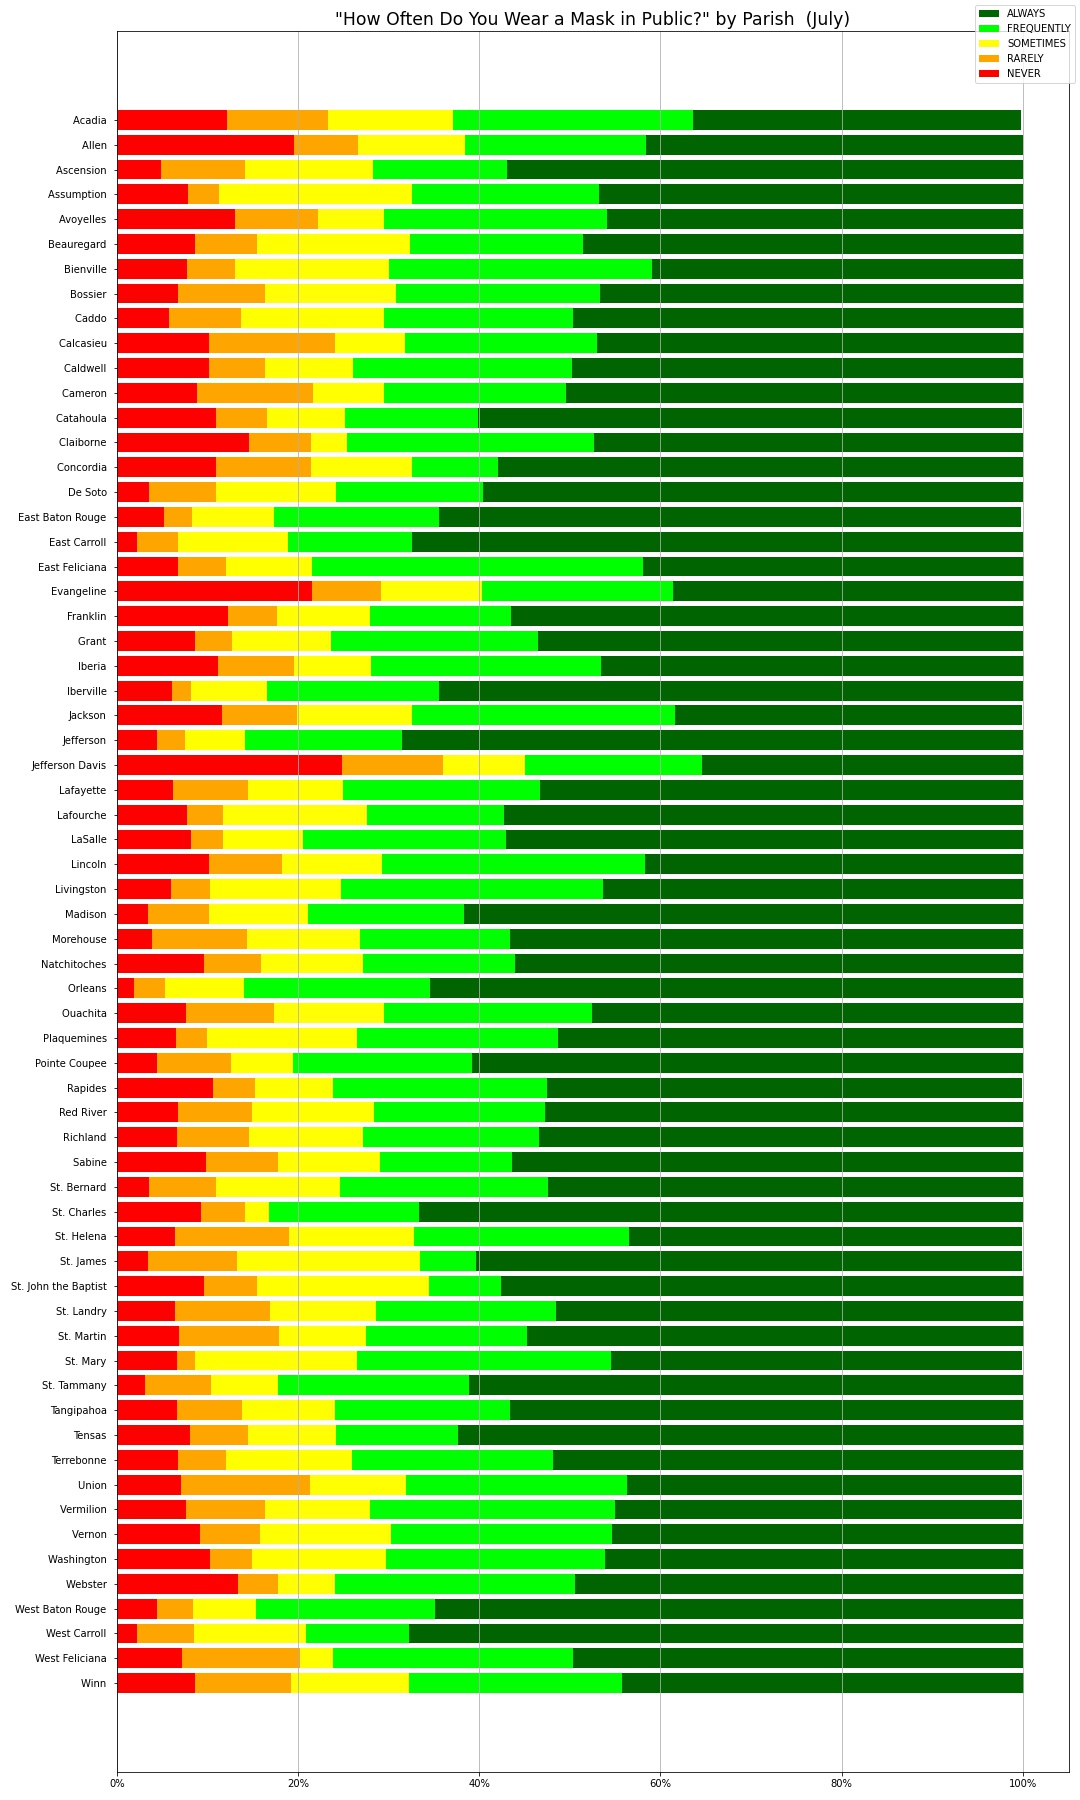 "How Often Do You Wear a Mask in Public?" by Parish  (July)
ALWAYS
FREQUENTLY
SOMETIMES
RARELY
NEVER
Acadia
Allen
Ascension
Assumption
Avoyelles
Beauregard
Bienville
Bossier
Caddo
Calcasieu
Caldwell
Cameron
Catahoula
Claiborne
Concordia
De Soto
East Baton Rouge
East Carroll
East Feliciana
Evangeline
Franklin
Grant
Iberia
Iberville
Jackson
Jefferson
Jefferson Davis
Lafayette
Lafourche
LaSalle
Lincoln
Livingston
Madison
Morehouse
Natchitoches
Orleans
Ouachita
Plaquemines
Pointe Coupee
Rapides
Red River
Richland
Sabine
St. Bernard
St. Charles
St. Helena
St. James
St. John the Baptist
St. Landry
St. Martin
St. Mary
St. Tammany
Tangipahoa
Tensas
Terrebonne
Union
Vermilion
Vernon
Washington
Webster
West Baton Rouge
West Carroll
West Feliciana
Winn
0% 20% 40% 60% 80% 100%